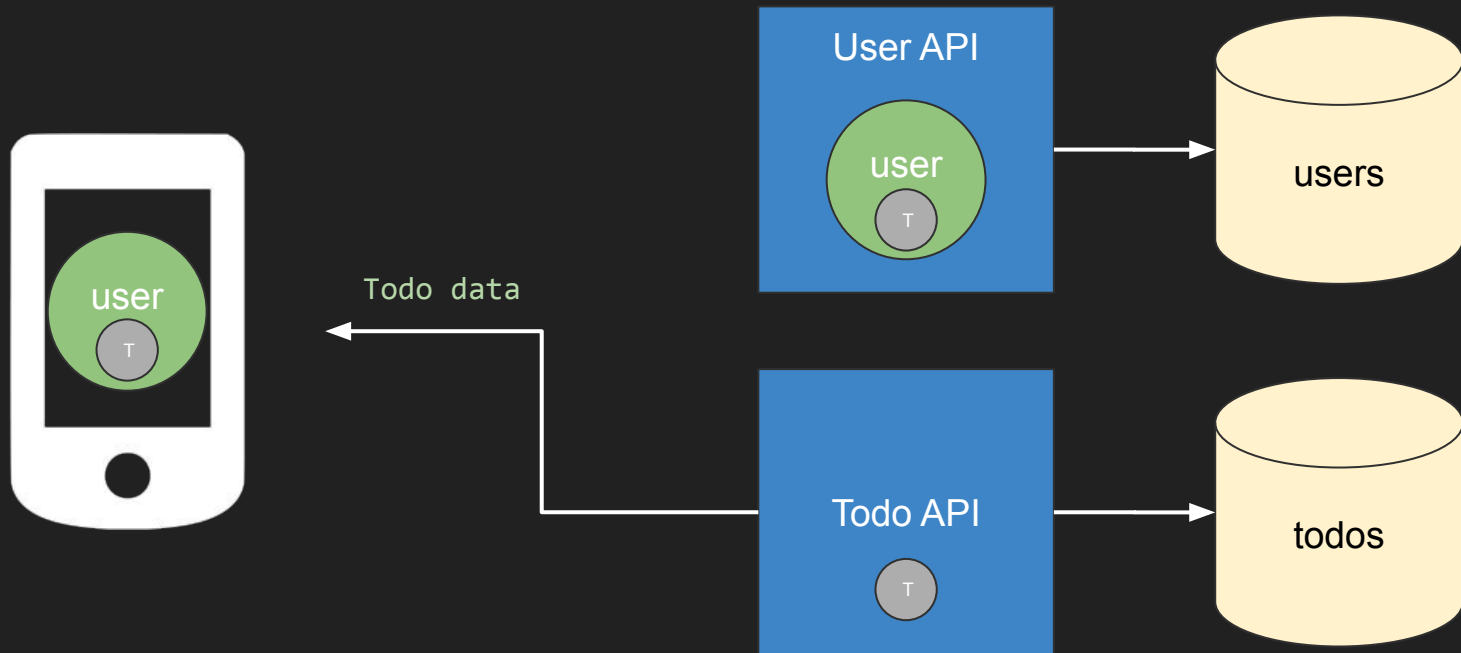 User API
user
T
users
user
T
Todo data
Todo API
T
todos